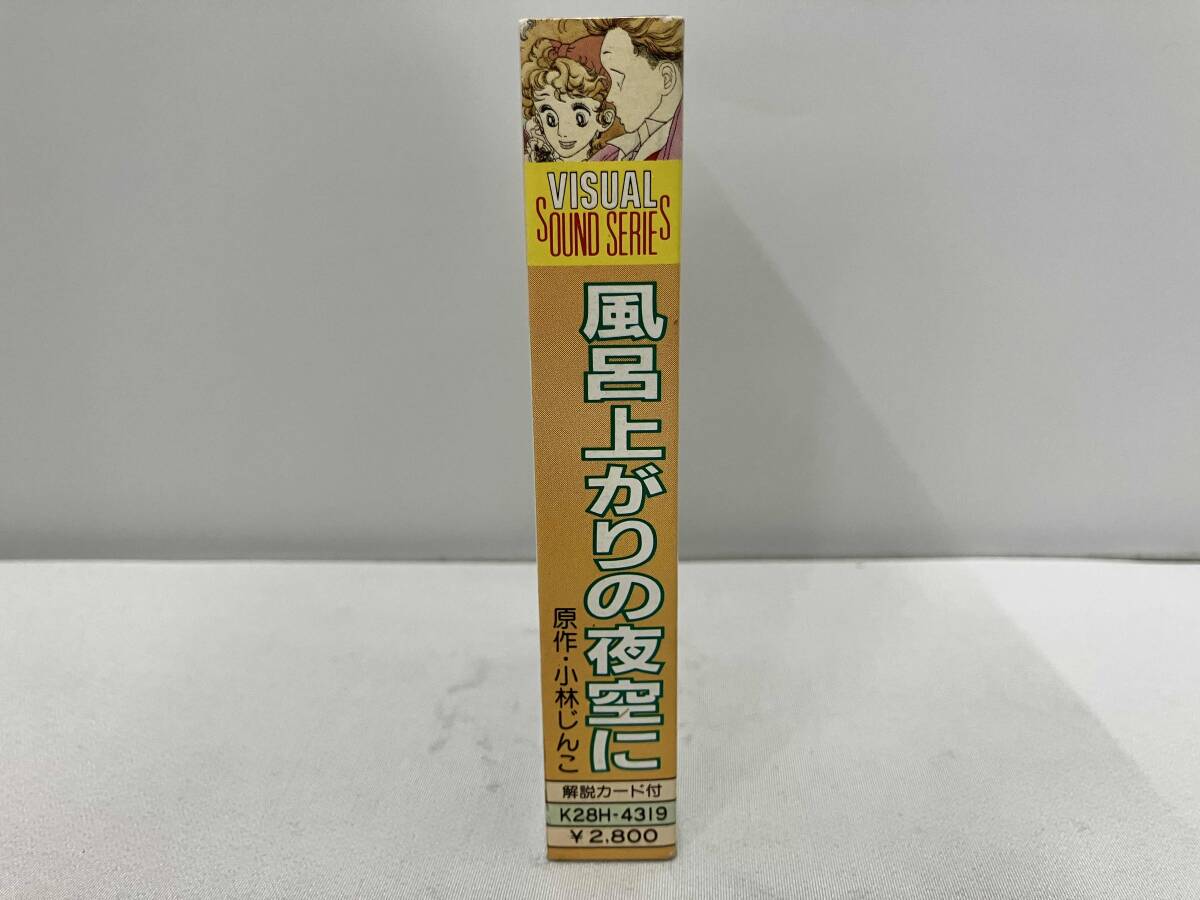 VISUAL
SOUND SERIES
風呂上がりの夜空に
原作・小林じんこ
解説カード付
K28H-4319
￥2,800